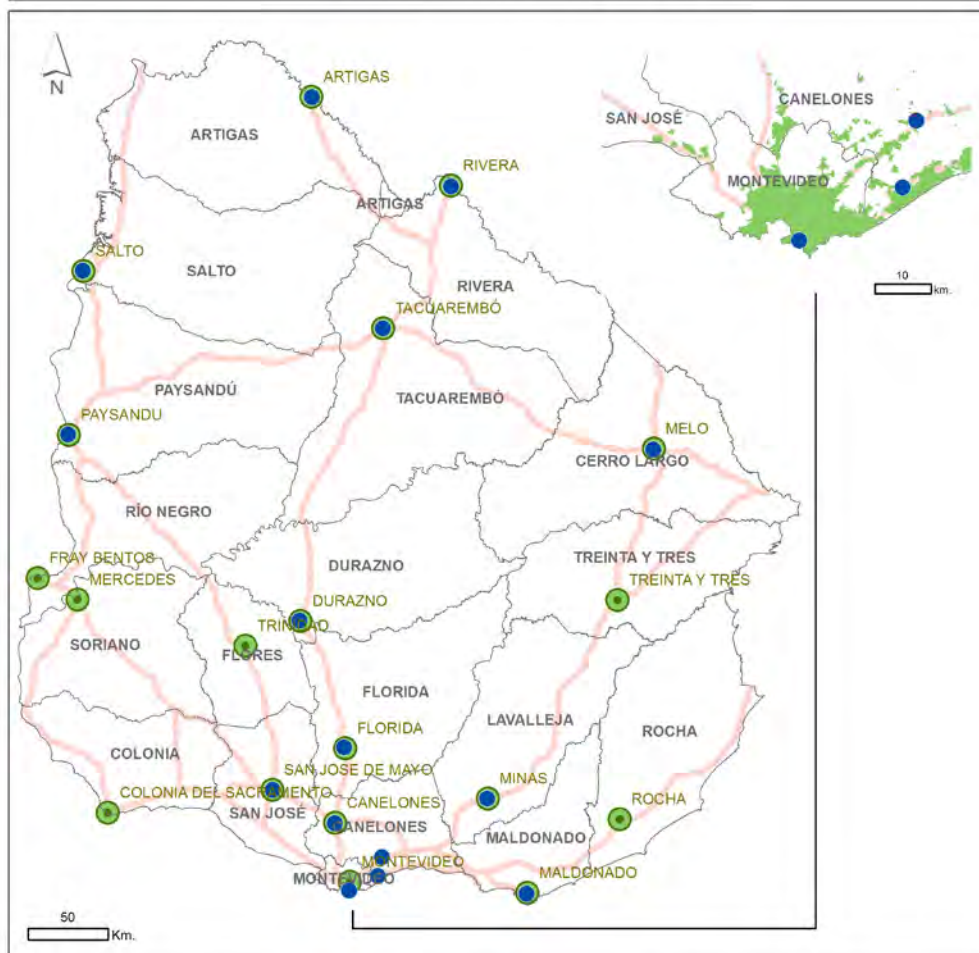 N
ARTIGAS
ARTIGAS
RIVERA
ARTIGAS
SALTO
SALTO
RIVERA
TACUAREMBÓ
PAYSANDÚ
TACUAREMBÓ
PAYSANDU
MELO
CERRO LARGO
RÍO NEGRO
FRAY BENTOS
MERCEDES
DURAZNO
TREINTA Y TRES
TREINTA Y TRES
DURAZNO
TRINIDAD
SORIANO
FLORES
FLORIDA
LAVALLEJA
ROCHA
FLORIDA
COLONIA
SAN JOSE DE MAYO
MINAS
COLONIA DEL SACRAMENTO
SAN JOSÉ
CANELONES
CANELONES
ROCHA
MALDONADO
MONTEVIDEO
MONTEVIDEO
MALDONADO
50
Km.
CANELONES
SAN JOSÉ
MONTEVIDEO
10
km.